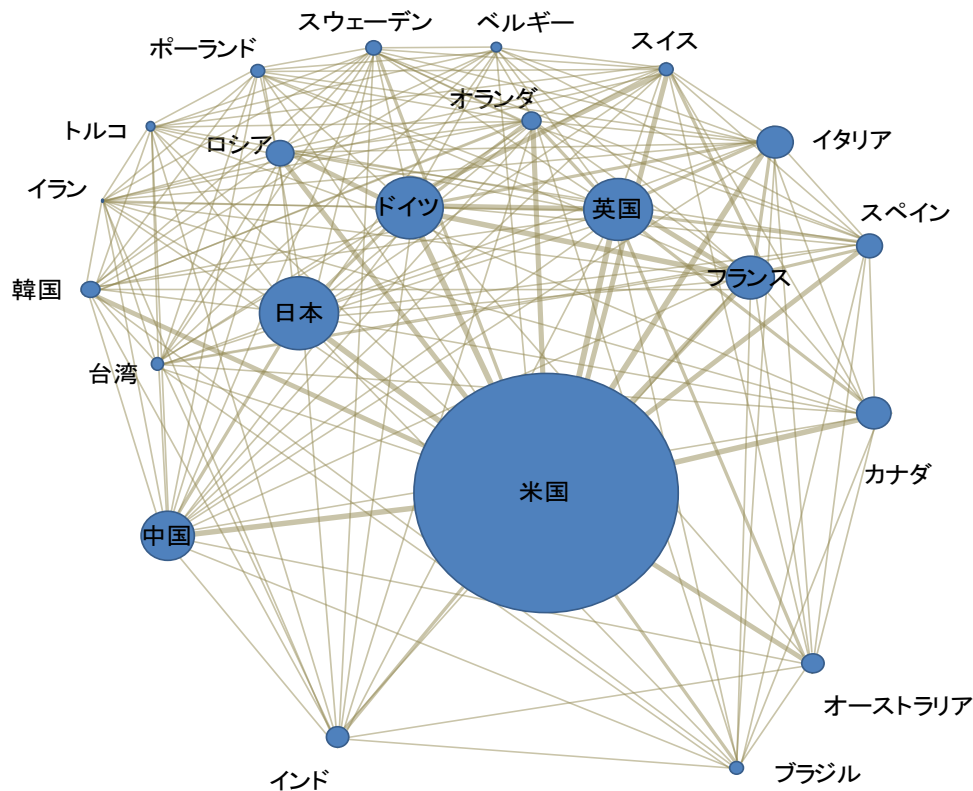 スウェーデン
ベルギー
スイス
ポーランド
オランダ
トルコ
ロシア
イタリア
イラン
ドイツ
英国
スペイン
韓国
日本
フランス
台湾
カナダ
米国
中国
オーストラリア
インド
ブラジル